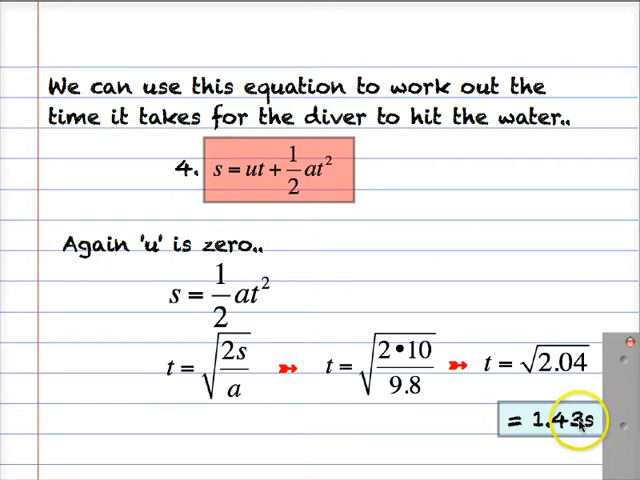 We can use this equation to work out the
time it takes for the diver to hit the water..
4. s = ut + 1/2 at²
Again 'u' is zero..
s = 1/2 at²
t = √(2s/a) ➳ t = √(2•10/9.8) ➳ t = √2.04
= 1.43s